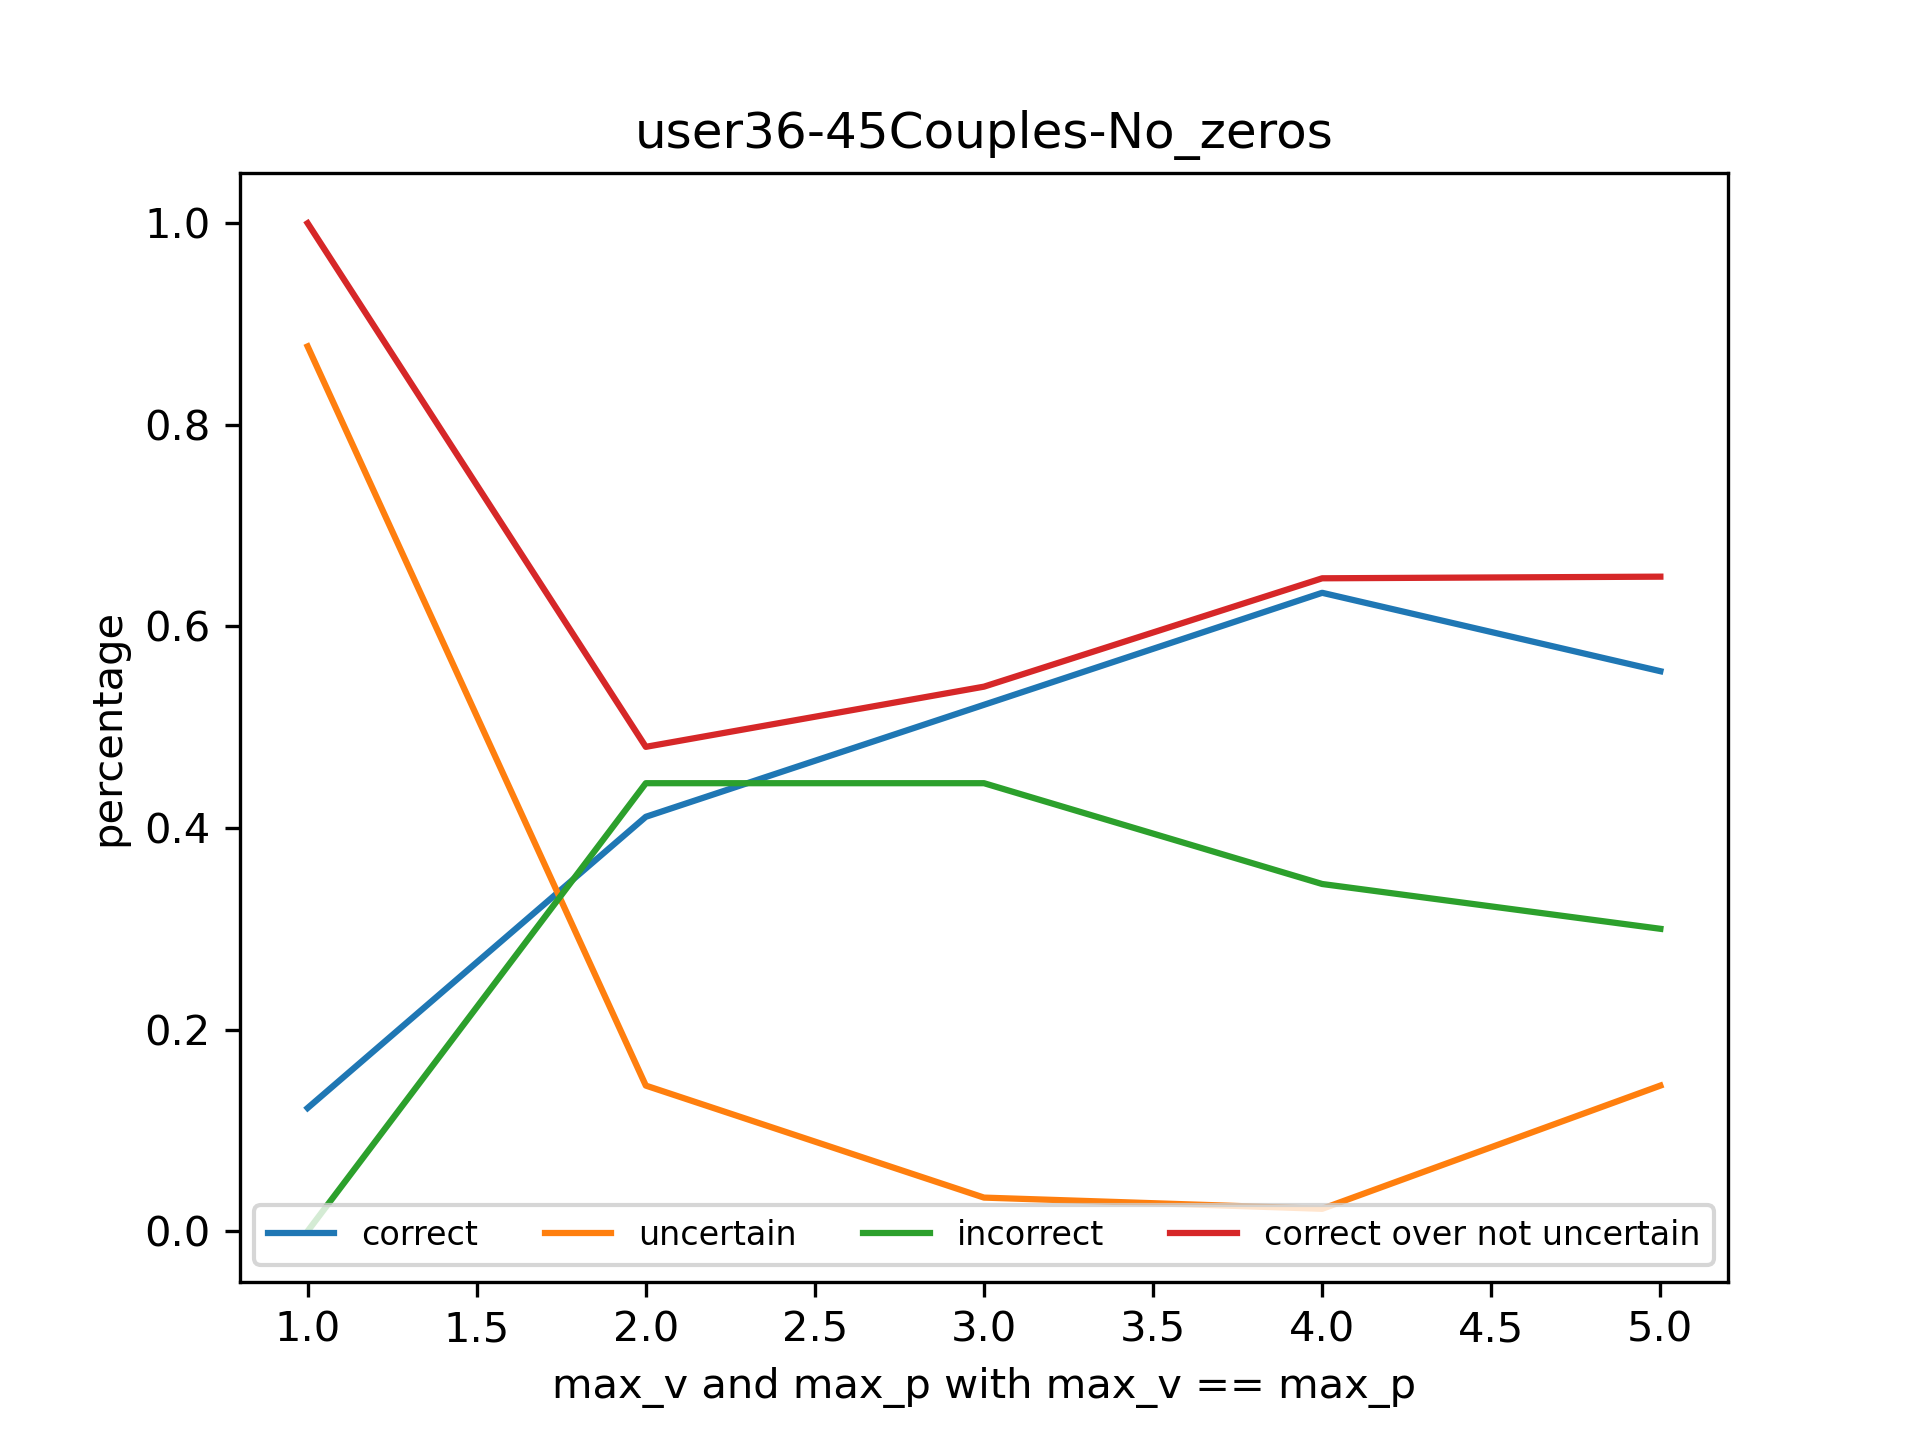 user36-45Couples-No_zeros
percentage
1.0
0.8
0.6
0.4
0.2
0.0
correct uncertain incorrect correct over not uncertain
1.0 1.5 2.0 2.5 3.0 3.5 4.0 4.5 5.0
max_v and max_p with max_v == max_p